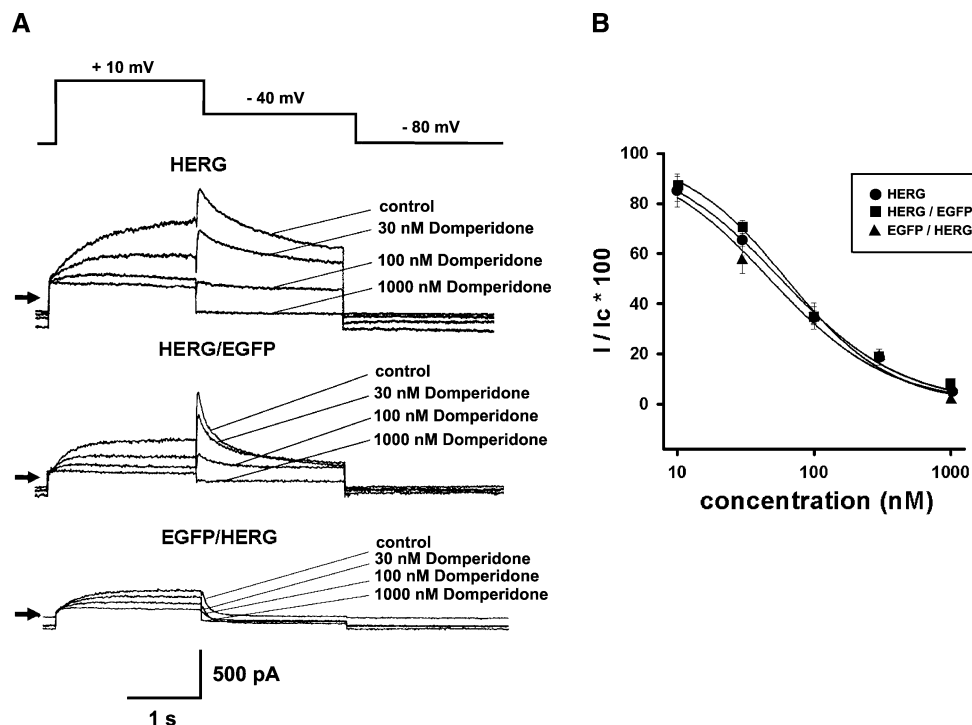 A
+ 10 mV
- 40 mV
- 80 mV
HERG
control
30 nM Domperidone
100 nM Domperidone
1000 nM Domperidone
HERG/EGFP
control
30 nM Domperidone
100 nM Domperidone
1000 nM Domperidone
EGFP/HERG
control
30 nM Domperidone
100 nM Domperidone
1000 nM Domperidone
500 pA
1 s
B
I / Ic * 100
100
80
60
40
20
0
10
100
1000
concentration (nM)
HERG
HERG / EGFP
EGFP / HERG